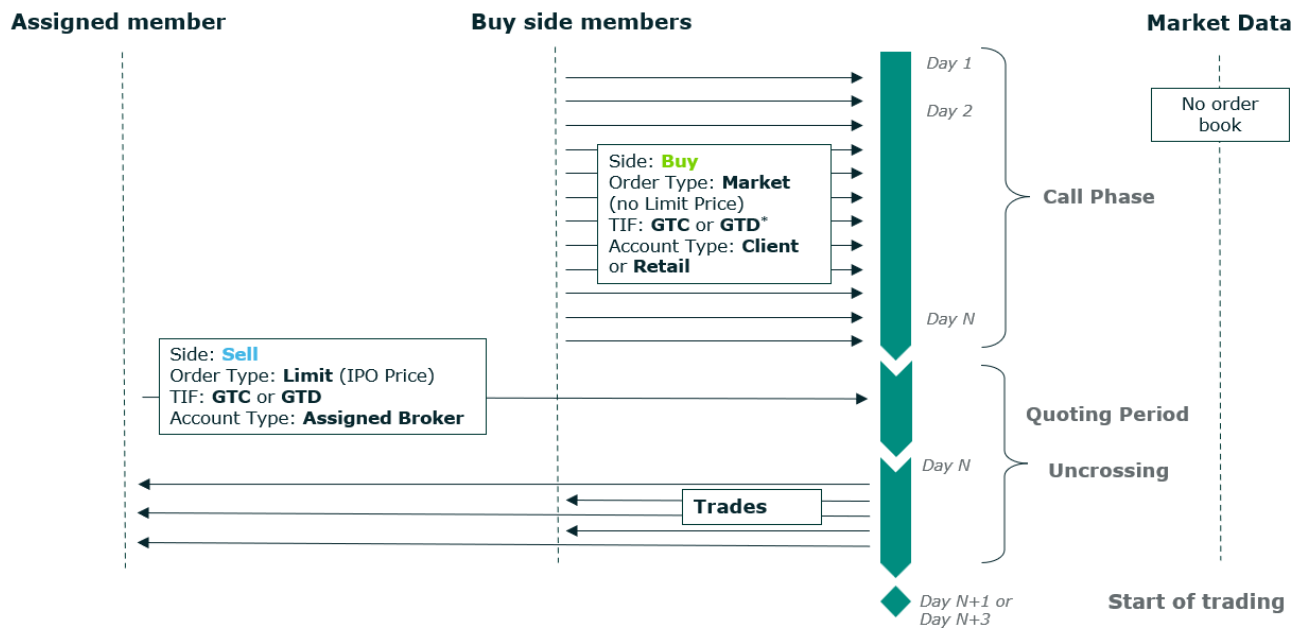 Assigned member
Buy side members
Market Data
Day 1
Day 2
No order
book
Side: Buy
Order Type: Market
(no Limit Price)
TIF: GTC or GTD*
Account Type: Client
or Retail
Call Phase
Day N
Side: Sell
Order Type: Limit (IPO Price)
TIF: GTC or GTD
Account Type: Assigned Broker
Quoting Period
Day N
Uncrossing
Trades
Day N+1 or
Day N+3
Start of trading